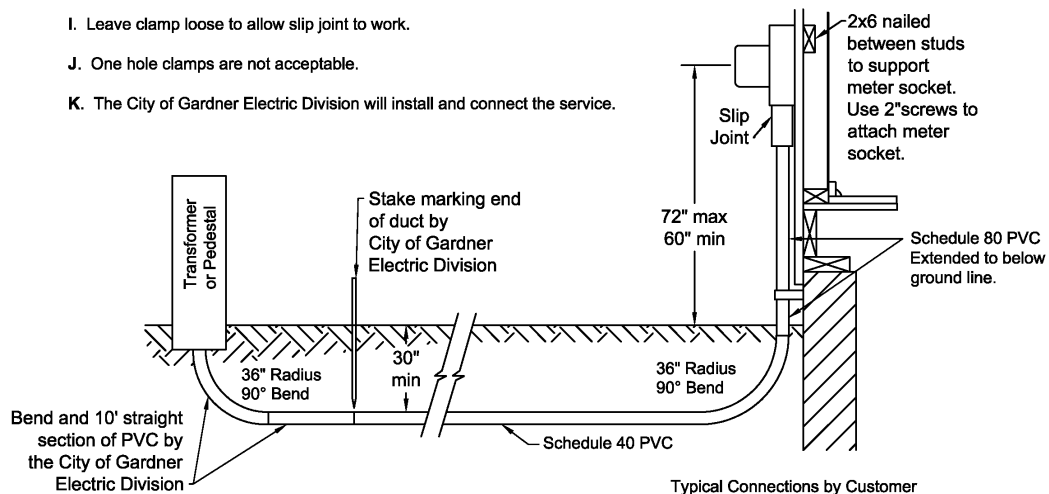 I. Leave clamp loose to allow slip joint to work.
J. One hole clamps are not acceptable.
K. The City of Gardner Electric Division will install and connect the service.
2x6 nailed
between studs
to support
meter socket.
Use 2"screws to
attach meter
socket.
Slip
Joint
Transformer
or Pedestal
Stake marking end
of duct by
City of Gardner
Electric Division
72" max
60" min
Schedule 80 PVC
Extended to below
ground line.
30"
min
36" Radius
90° Bend
36" Radius
90° Bend
Bend and 10' straight
section of PVC by
the City of Gardner
Electric Division
Schedule 40 PVC
Typical Connections by Customer